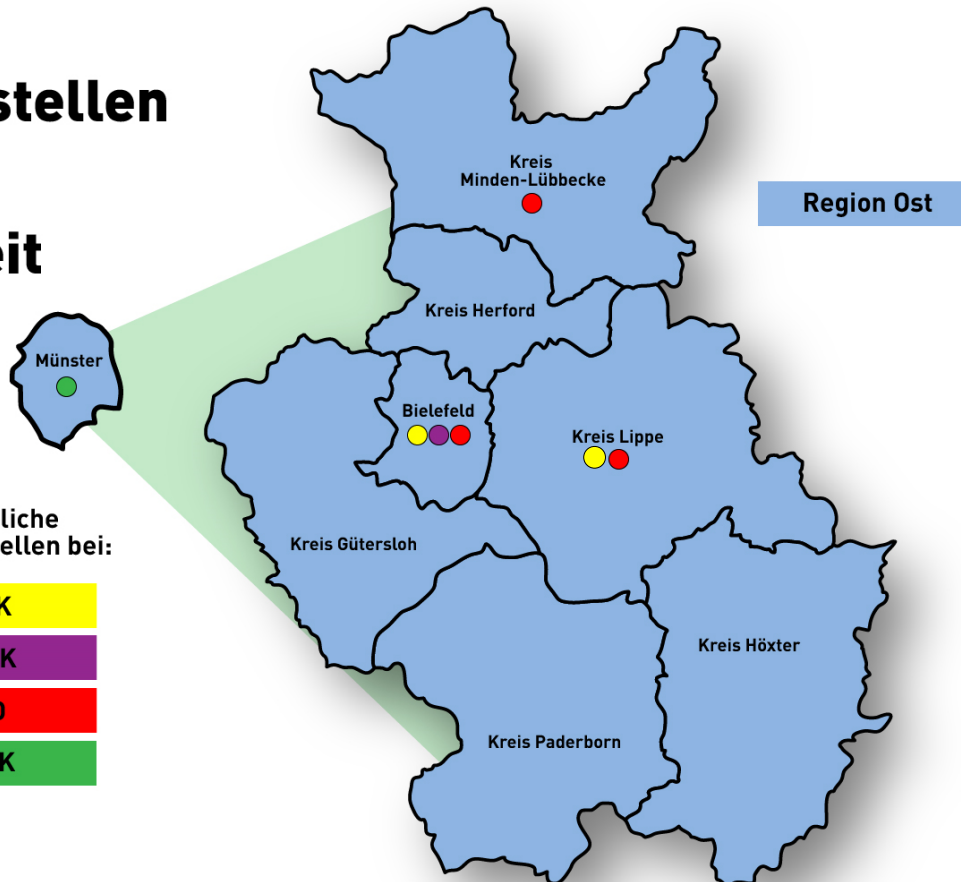 stellen
eit
Kreis
Minden-Lübbecke
Region Ost
Kreis Herford
Münster
Bielefeld
Kreis Lippe
Kreis Gütersloh
liche
ellen bei:
K
K
K
Kreis Höxter
Kreis Paderborn